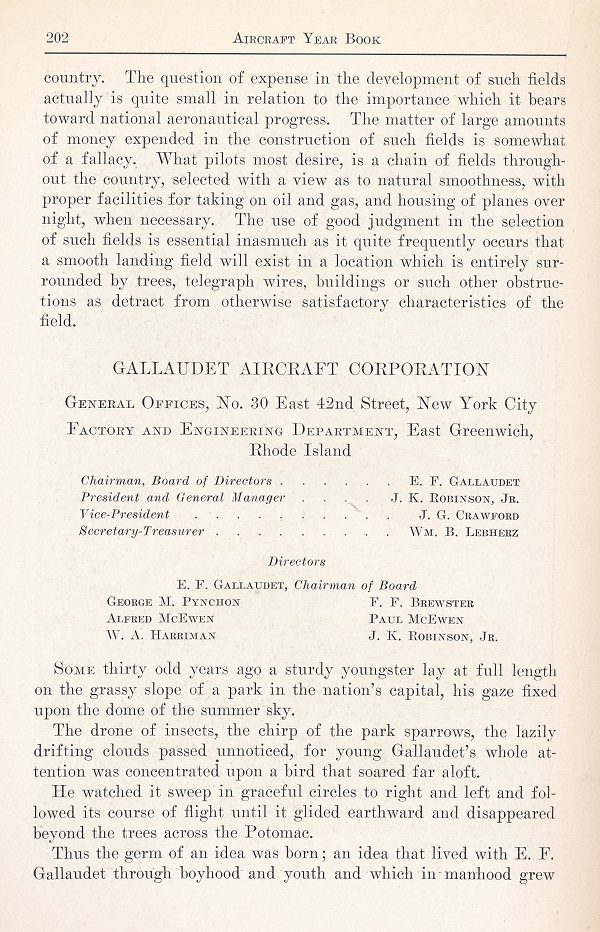 202 AIRCRAFT YEAR BOOK
country. The question of expense in the development of such fields
actually is quite small in relation to the importance which it bears
toward national aeronautical progress. The matter of large amounts
of money expended in the construction of such fields is somewhat
of a fallacy. What pilots most desire, is a chain of fields through-
out the country, selected with a view as to natural smoothness, with
proper facilities for taking on oil and gas, and housing of planes over
night, when necessary. The use of good judgment in the selection
of such fields is essential inasmuch as it quite frequently occurs that
a smooth landing field will exist in a location which is entirely sur-
rounded by trees, telegraph wires, buildings or such other obstruc-
tions as detract from otherwise satisfactory characteristics of the
field.
GALLAUDET AIRCRAFT CORPORATION
GENERAL OFFICES, No. 30 East 42nd Street, New York City
FACTORY AND ENGINEERING DEPARTMENT, East Greenwich,
Rhode Island
Chairman, Board of Directors . . . . . . E. F. GALLAUDET
President and General Manager . . . . J. K. ROBINSON, JR.
Vice-President . . . . . . . . . J. G. CRAWFORD
Secretary-Treasurer . . . . . . . . WM. B. LEBHERZ
Directors
E. F. GALLAUDET, Chairman of Board
GEORGE M. PYNCHON F. F. BREWSTER
ALFRED MCEWEN PAUL MCEWEN
W. A. HARRIMAN J. K. ROBINSON, JR.
SOME thirty odd years ago a sturdy youngster lay at full length
on the grassy slope of a park in the nation's capital, his gaze fixed
upon the dome of the summer sky.
The drone of insects, the chirp of the park sparrows, the lazily
drifting clouds passed unnoticed, for young Gallaudet's whole at-
tention was concentrated upon a bird that soared far aloft.
He watched it sweep in graceful circles to right and left and fol-
lowed its course of flight until it glided earthward and disappeared
beyond the trees across the Potomac.
Thus the germ of an idea was born; an idea that lived with E. F.
Gallaudet through boyhood and youth and which in manhood grew